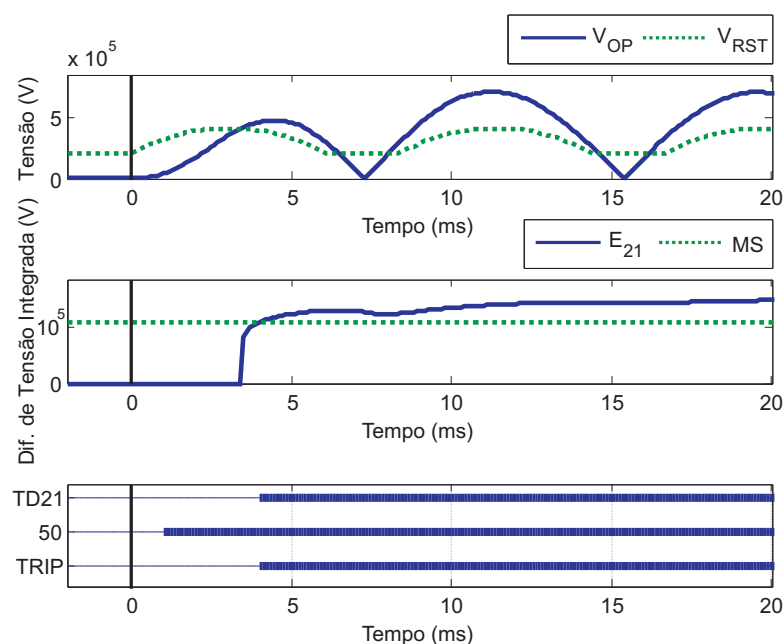 V_OP V_RST
x 10^5
Tensão (V)
5
0
0 5 10 15 20
Tempo (ms)
E_21 MS
Dif. de Tensão Integrada (V)
10^5
0
0 5 10 15 20
Tempo (ms)
TD21
50
TRIP
0 5 10 15 20
Tempo (ms)